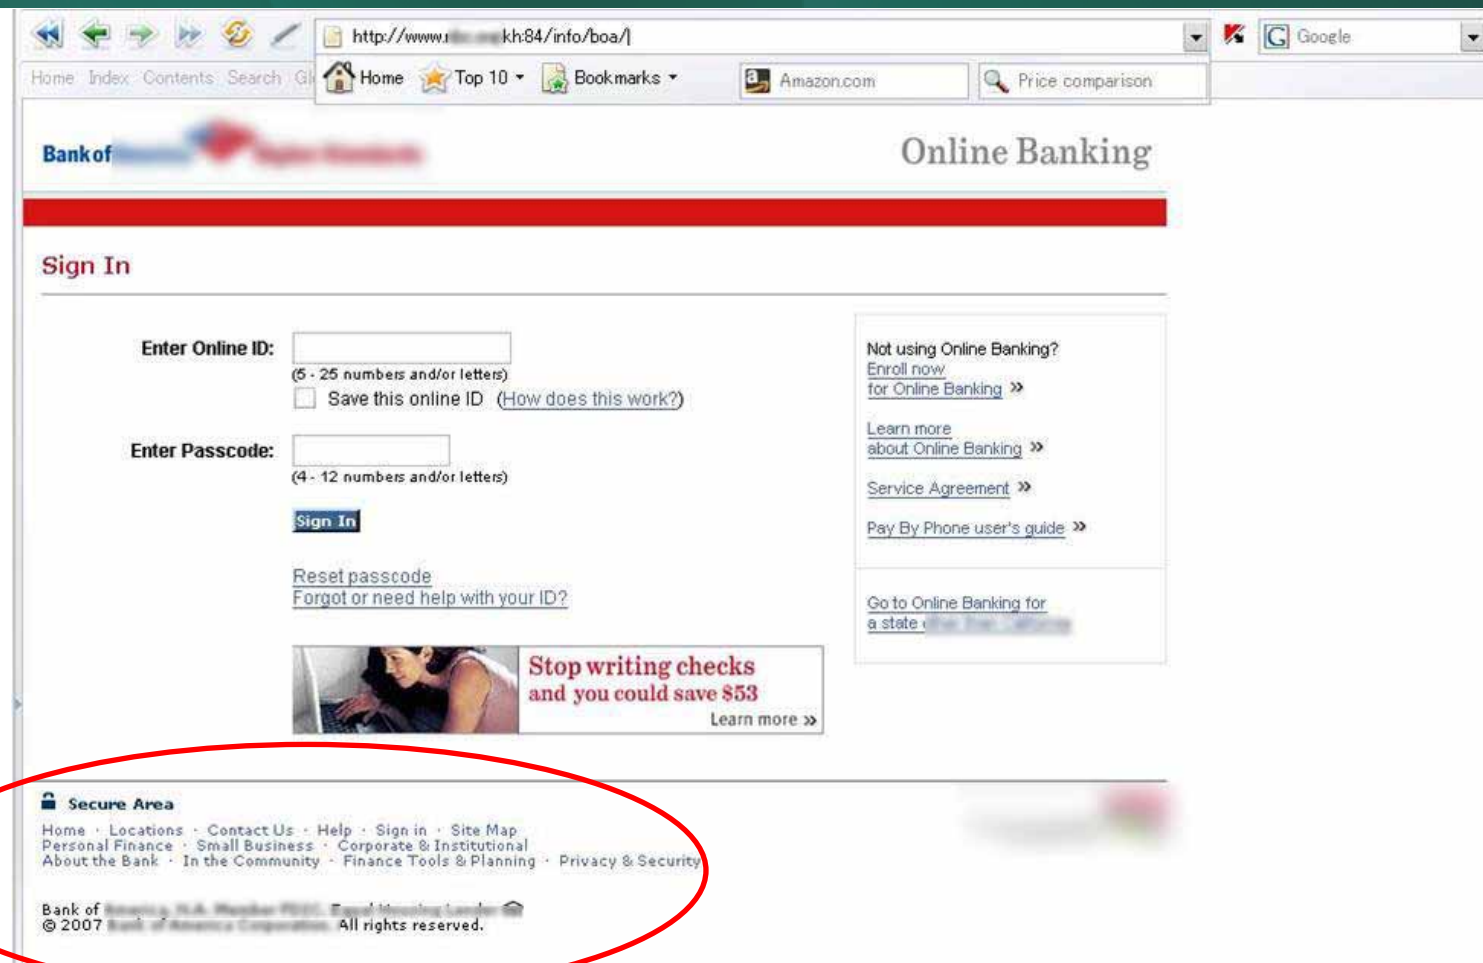 http://www. kh:84/info/boa/
Google
Home Index Contents Search
Home Top 10 Bookmarks
Amazon.com
Price comparison
Bank of
Online Banking
Sign In
Enter Online ID:
(5 - 25 numbers and/or letters)
Save this online ID (How does this work?)
Enter Passcode:
(4 - 12 numbers and/or letters)
Sign In
Reset passcode
Forgot or need help with your ID?
Stop writing checks
and you could save $53
Learn more »
Not using Online Banking?
Enroll now
for Online Banking »
Learn more
about Online Banking »
Service Agreement »
Pay By Phone user's guide »
Go to Online Banking for
a state
Secure Area
Home · Locations · Contact Us · Help · Sign in · Site Map
Personal Finance · Small Business · Corporate & Institutional
About the Bank · In the Community · Finance Tools & Planning · Privacy & Security
Bank of
© 2007 All rights reserved.